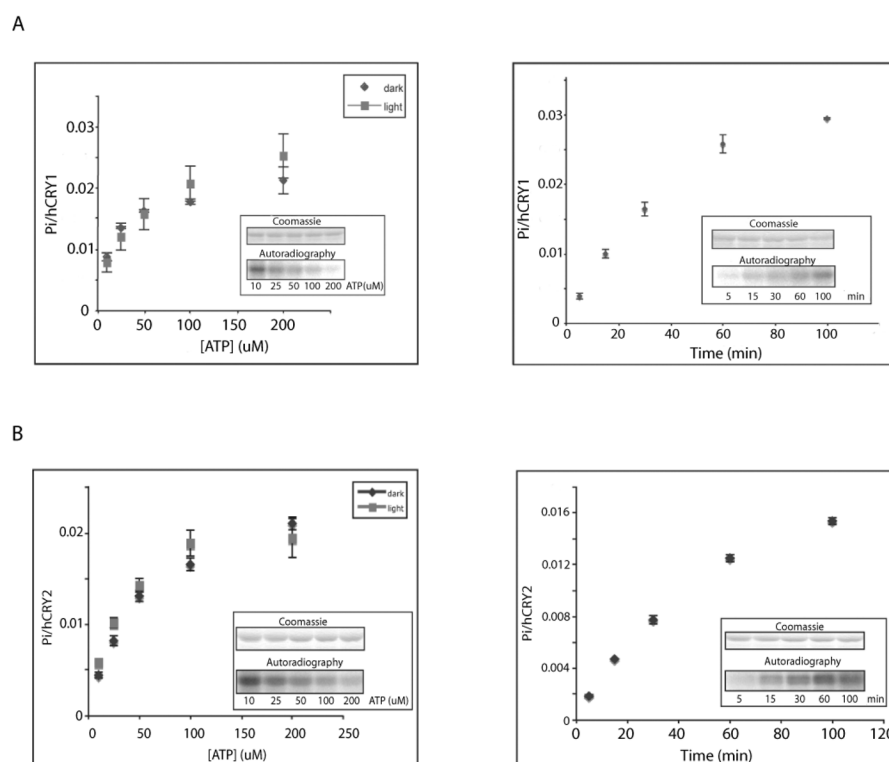 A
dark
light
Pi/hCRY1
0.03
0.02
0.01
0
Coomassie
Autoradiography
10 25 50 100 200 ATP(uM)
0 50 100 150 200
[ATP] (uM)
Pi/hCRY1
0.03
0.02
0.01
0
Coomassie
Autoradiography
5 15 30 60 100 min
0 20 40 60 80 100
Time (min)
B
dark
light
Pi/hCRY2
0.02
0.01
0
Coomassie
Autoradiography
10 25 50 100 200 ATP (uM)
0 50 100 150 200 250
[ATP] (uM)
Pi/hCRY2
0.016
0.012
0.008
0.004
0
Coomassie
Autoradiography
5 15 30 60 100 min
0 20 40 60 80 100 120
Time (min)